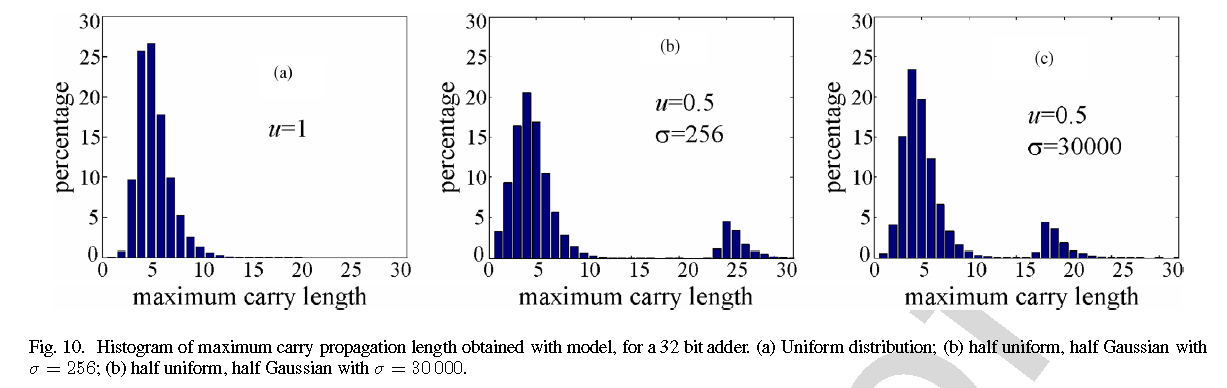 30
25
20
15
10
5
0
percentage
(a)
u=1
0 5 10 15 20 25 30
maximum carry length
30
25
20
15
10
5
0
percentage
(b)
u=0.5
σ=256
0 5 10 15 20 25 30
maximum carry length
30
25
20
15
10
5
0
percentage
(c)
u=0.5
σ=30000
0 5 10 15 20 25 30
maximum carry length
Fig. 10. Histogram of maximum carry propagation length obtained with model, for a 32 bit adder. (a) Uniform distribution; (b) half uniform, half Gaussian with
σ = 256; (b) half uniform, half Gaussian with σ = 30 000.